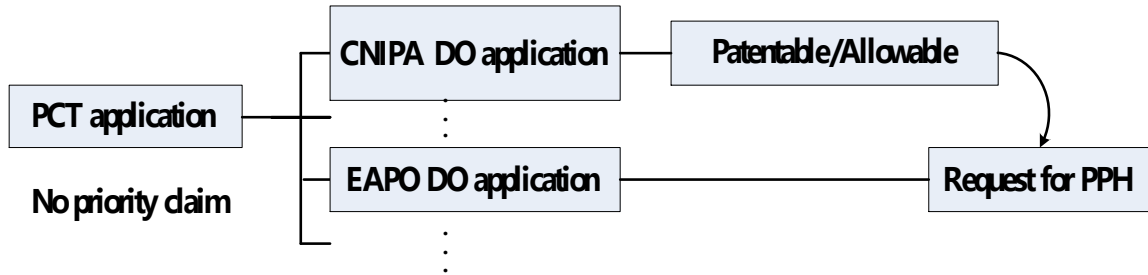 CNIPA DO application
Patentable/Allowable
PCT application
EAPO DO application
Request for PPH
No priority claim